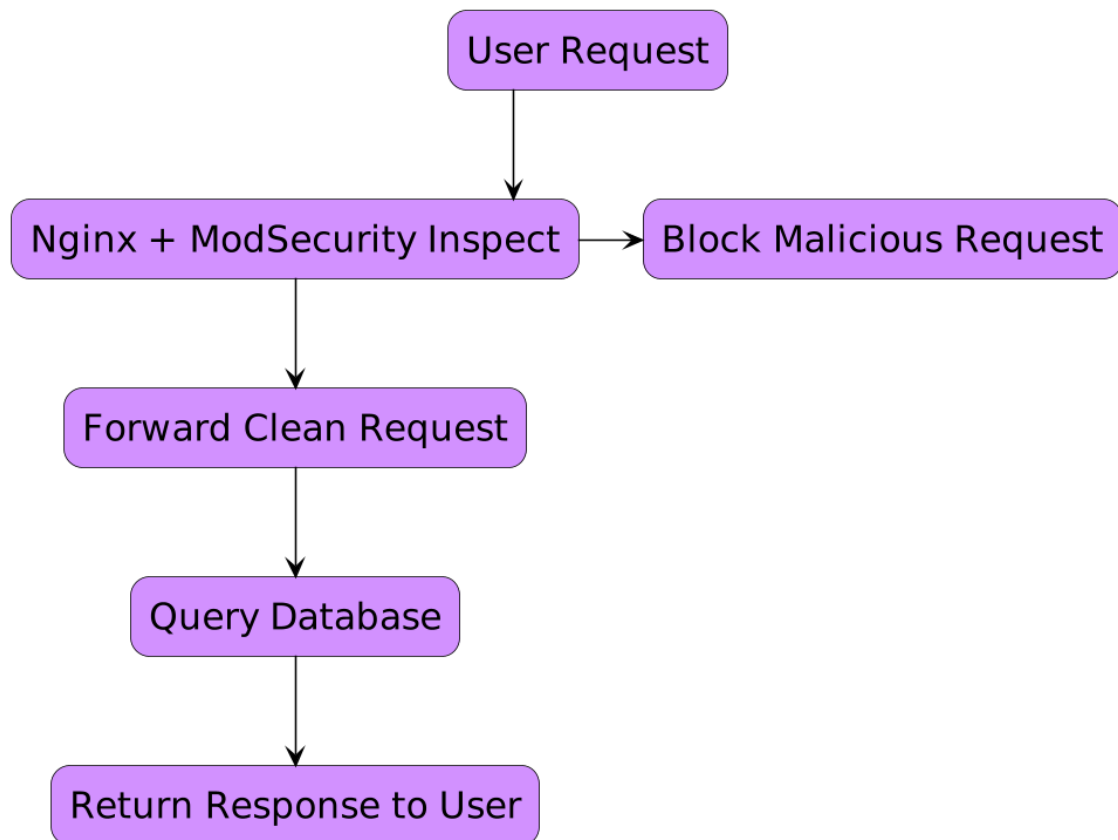 User Request
Nginx + ModSecurity Inspect
Block Malicious Request
Forward Clean Request
Query Database
Return Response to User